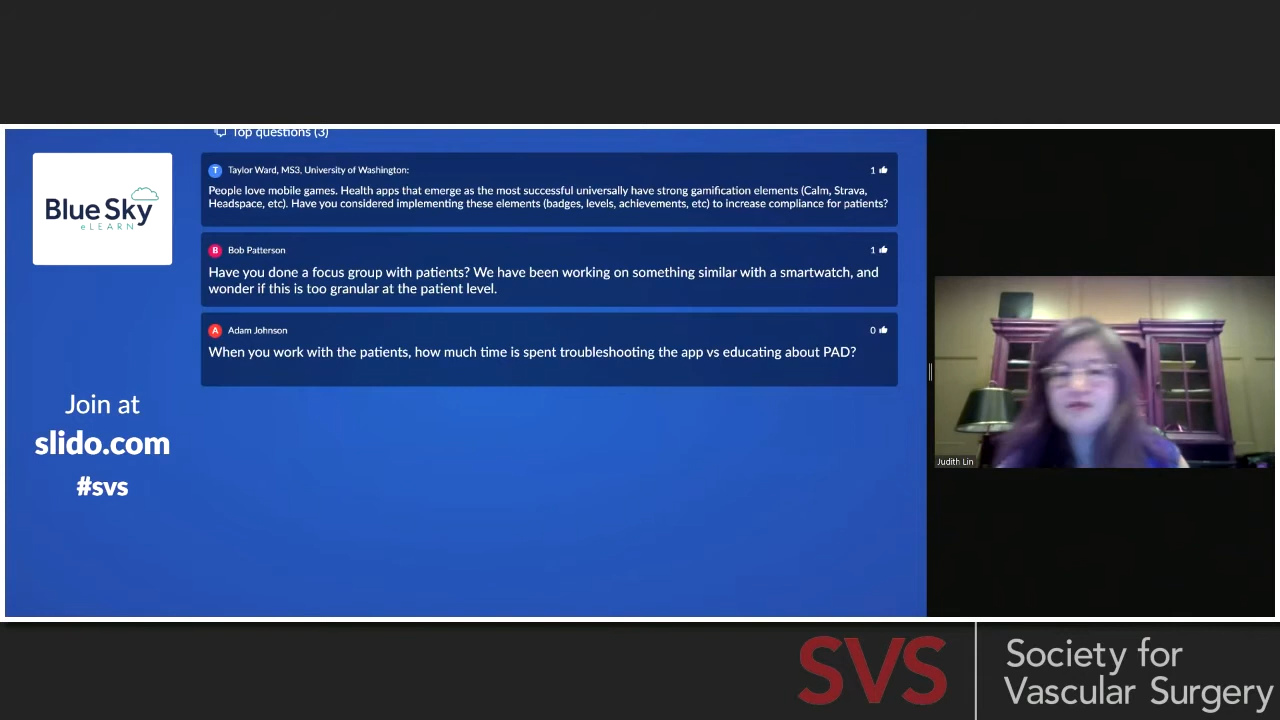 Top questions (3)
Blue Sky
eLEARN
T Taylor Ward, MS3, University of Washington: 1
People love mobile games. Health apps that emerge as the most successful universally have strong gamification elements (Calm, Strava,
Headspace, etc). Have you considered implementing these elements (badges, levels, achievements, etc) to increase compliance for patients?
B Bob Patterson 1
Have you done a focus group with patients? We have been working on something similar with a smartwatch, and
wonder if this is too granular at the patient level.
A Adam Johnson 0
When you work with the patients, how much time is spent troubleshooting the app vs educating about PAD?
Join at
slido.com
#svs
Judith Lin
SVS
Society for
Vascular Surgery